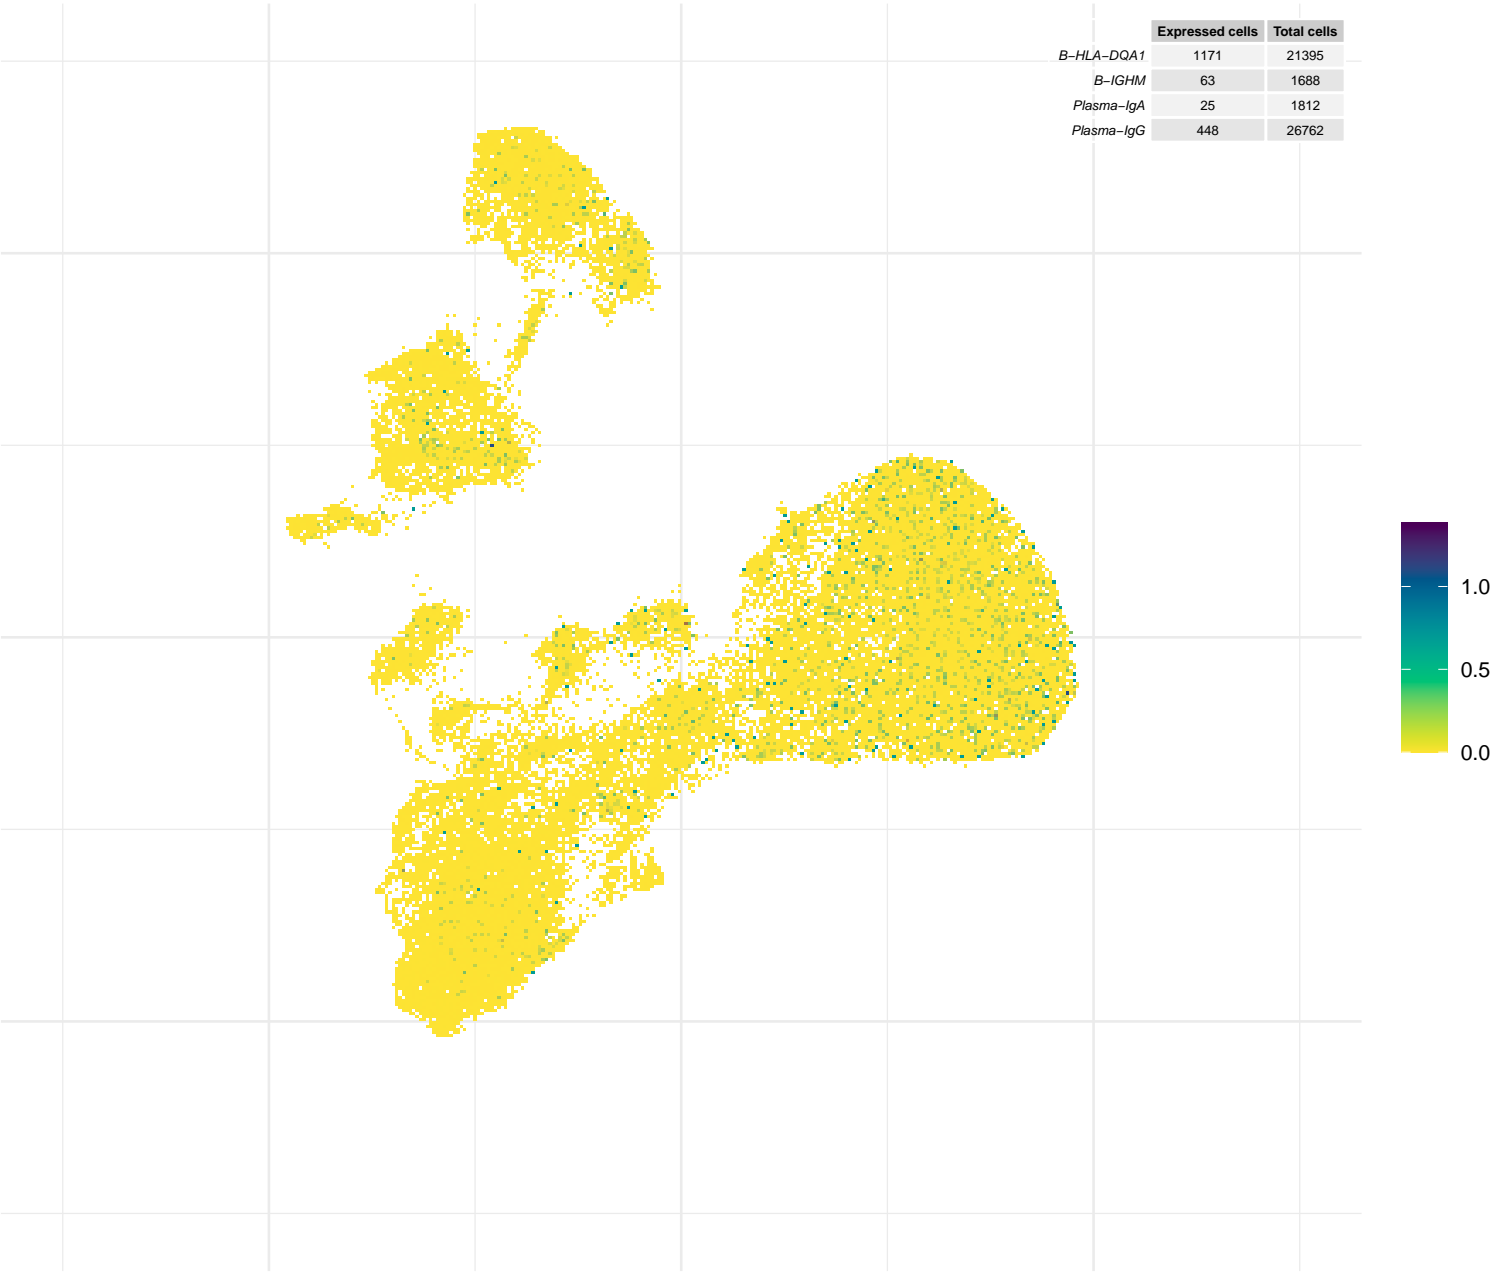 Expressed cells Total cells
B−HLA−DQA1 1171 21395
B−IGHM 63 1688
Plasma−IgA 25 1812
Plasma−IgG 448 26762
1.0
0.5
0.0